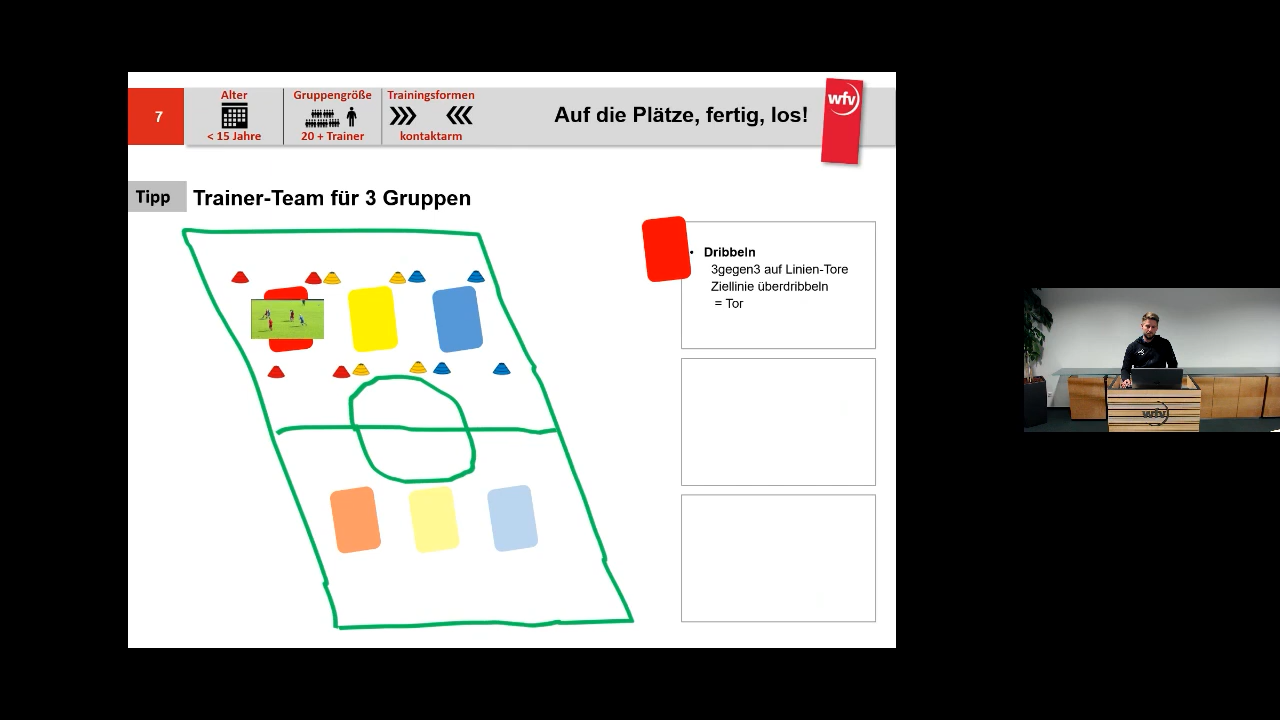 7
Alter
< 15 Jahre
Gruppengröße
20 + Trainer
Trainingsformen
kontaktarm
Auf die Plätze, fertig, los!
wfv
Tipp
Trainer-Team für 3 Gruppen
• Dribbeln
3gegen3 auf Linien-Tore
Ziellinie überdribbeln
= Tor
wfv